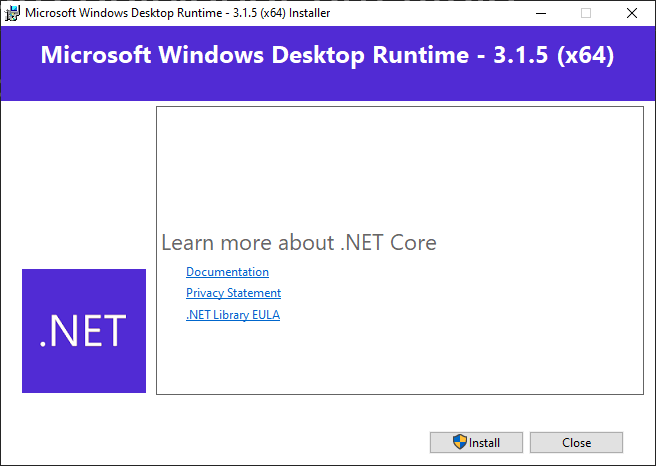 Microsoft Windows Desktop Runtime - 3.1.5 (x64) Installer
Microsoft Windows Desktop Runtime - 3.1.5 (x64)
Learn more about .NET Core
Documentation
Privacy Statement
.NET Library EULA
.NET
Install
Close